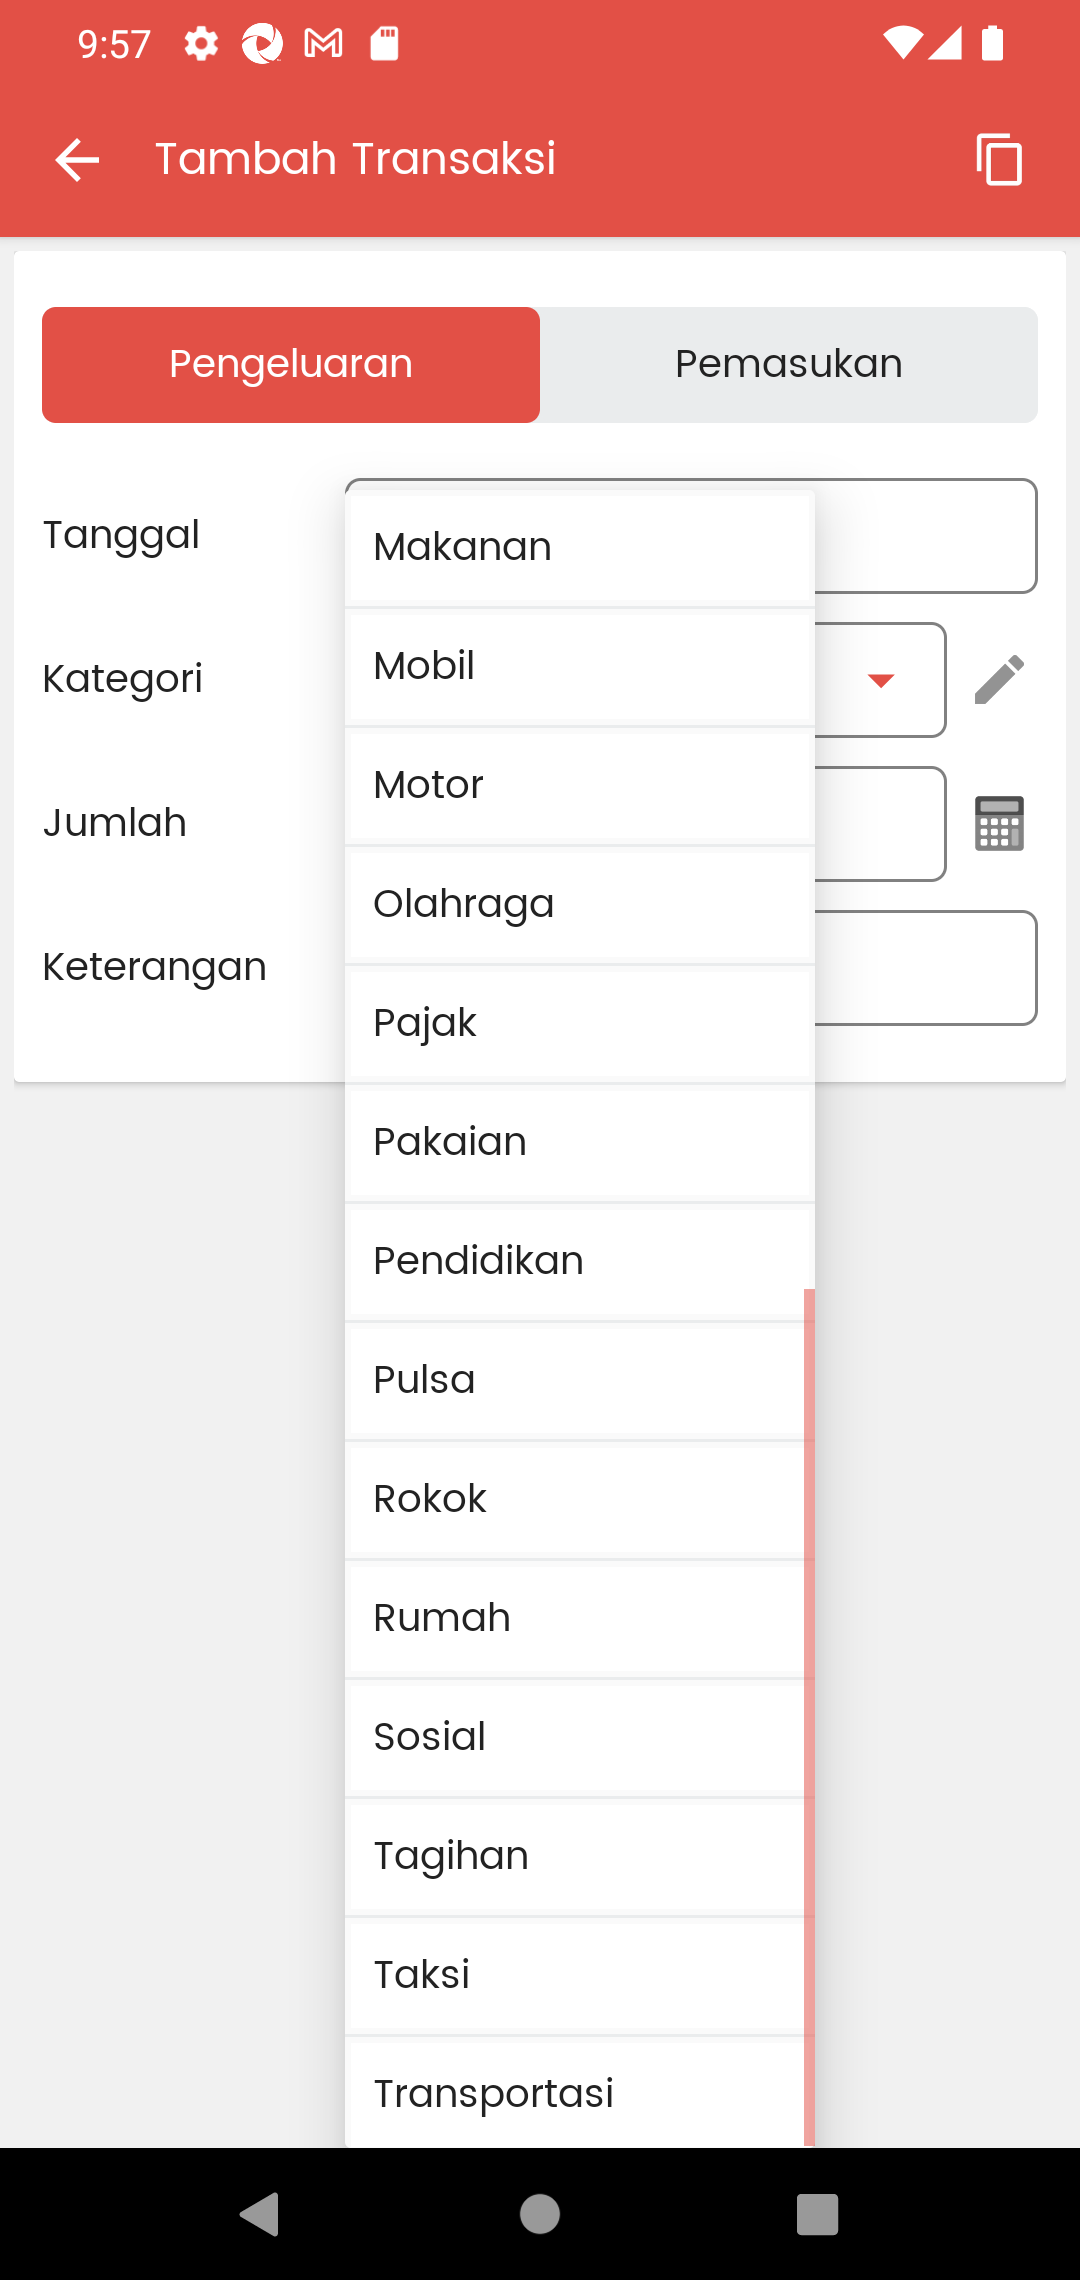 9:57
Tambah Transaksi
Pengeluaran
Pemasukan
Tanggal
Kategori
Jumlah
Keterangan
Makanan
Mobil
Motor
Olahraga
Pajak
Pakaian
Pendidikan
Pulsa
Rokok
Rumah
Sosial
Tagihan
Taksi
Transportasi